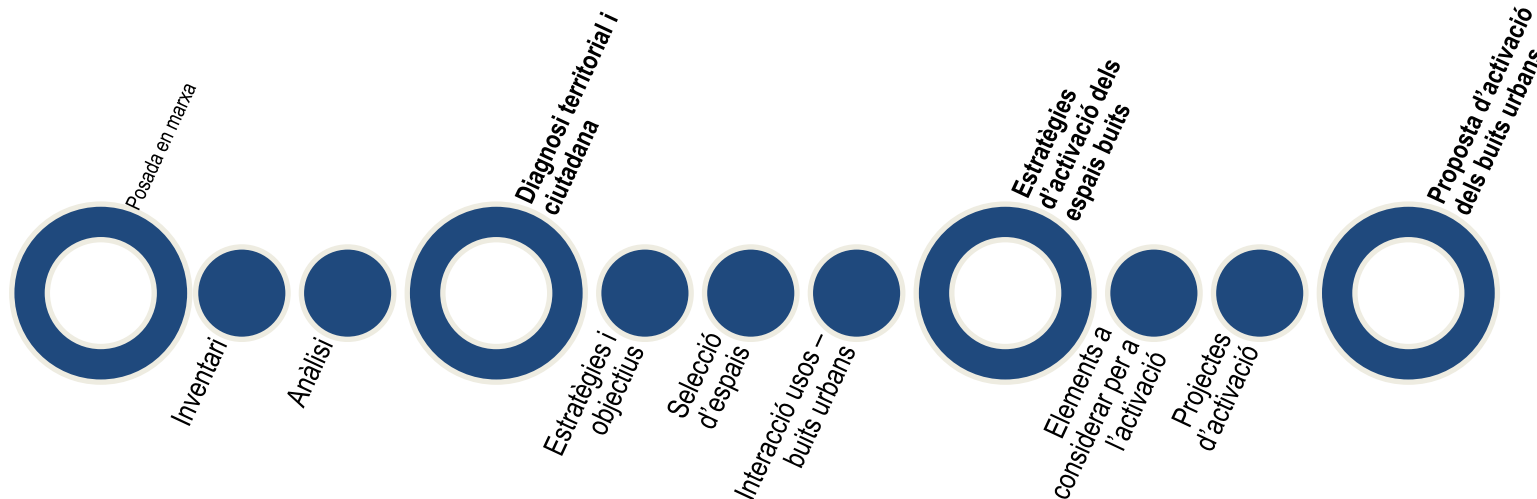 Posada en marxa
Inventari
Anàlisi
Diagnosi territorial i
ciutadana
Estratègies i
objectius
Selecció
d'espais
Interacció usos –
buits urbans
Estratègies
d'activació dels
espais buits
Elements a
considerar per a
l'activació
Projectes
d'activació
Proposta d'activació
dels buits urbans